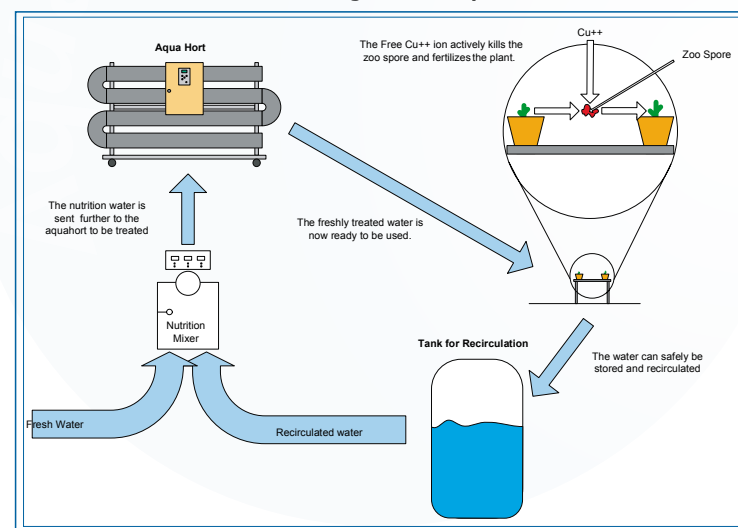 Aqua Hort
The Free Cu++ ion actively kills the
zoo spore and fertilizes the plant.
Cu++
Zoo Spore
The nutrition water is
sent further to the
aquahort to be treated
The freshly treated water is
now ready to be used.
Nutrition
Mixer
Tank for Recirculation
The water can safely be
stored and recirculated
Fresh Water
Recirculated water